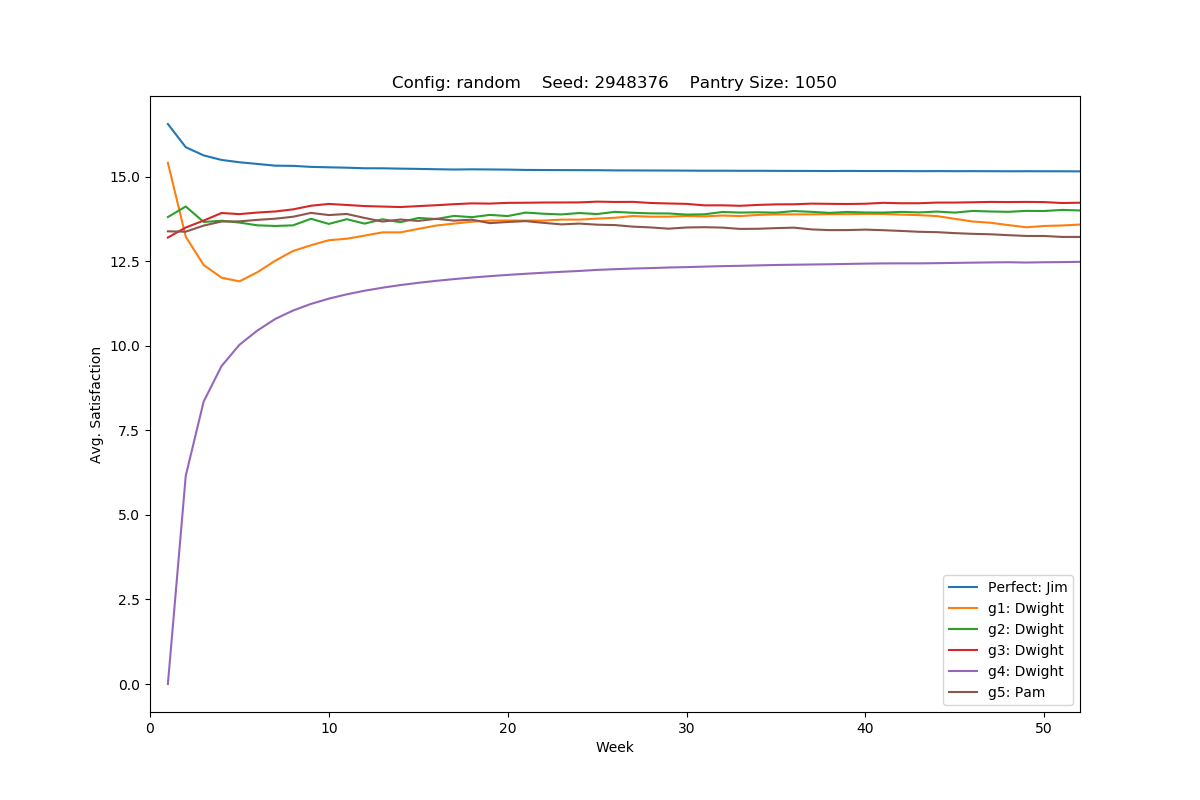 Config: random    Seed: 2948376    Pantry Size: 1050
15.0
12.5
10.0
7.5
5.0
2.5
0.0
Avg. Satisfaction
0 10 20 30 40 50
Week
Perfect: Jim
g1: Dwight
g2: Dwight
g3: Dwight
g4: Dwight
g5: Pam